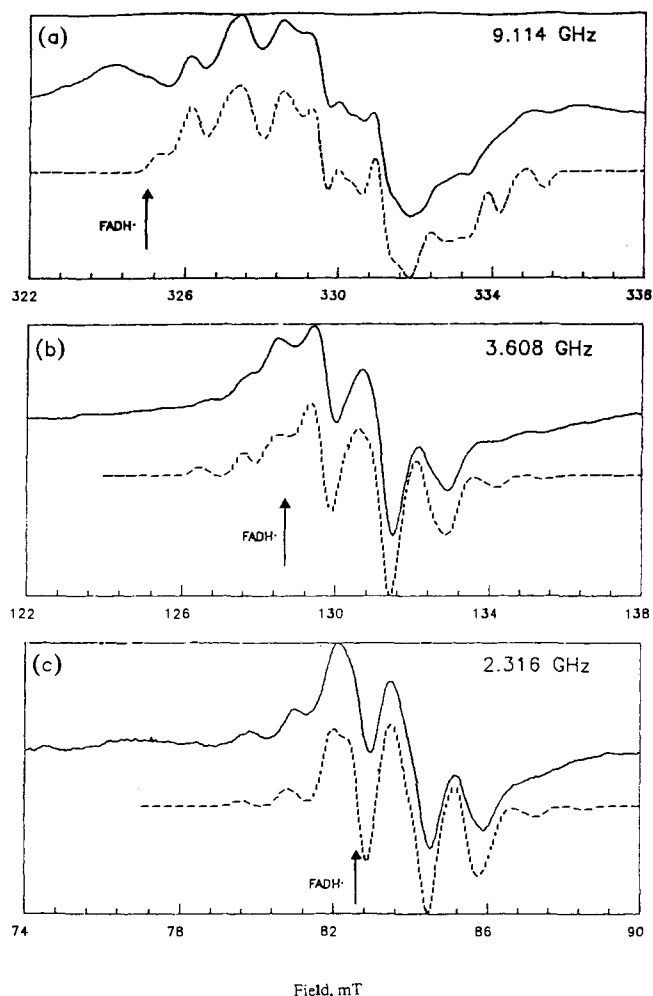 (a)
9.114 GHz
FADH·
322 326 330 334 338
(b)
3.608 GHz
FADH·
122 126 130 134 138
(c)
2.316 GHz
FADH·
74 78 82 86 90
Field, mT